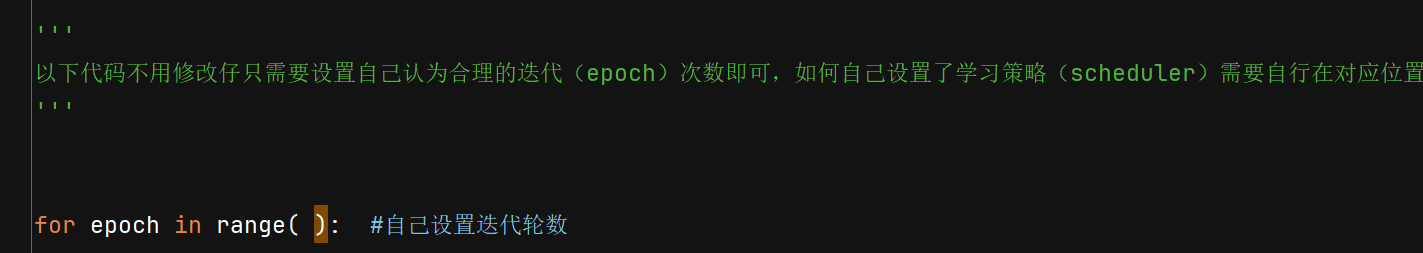 '''
以下代码不用修改仔只需要设置自己认为合理的迭代（epoch）次数即可，如何自己设置了学习策略（scheduler）需要自行在对应位置
'''
for epoch in range( ):  #自己设置迭代轮数